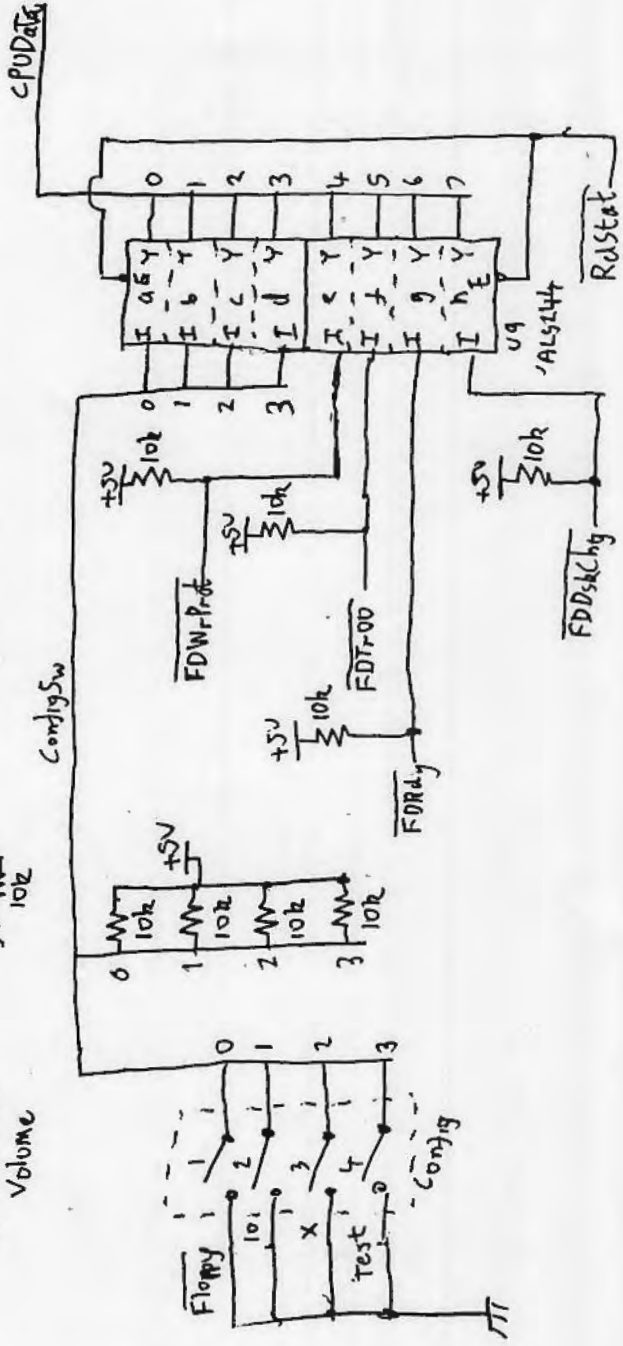 Volume
10k
ConfigSw
CPUData
Floppy
10
X
Test
1
2
3
4
Config
0
1
2
3
0
1
2
3
10k
10k
10k
10k
+5V
+5V
10k
FDWrProt
+5V
10k
FDTr00
+5V
10k
FDRdy
+5V
10k
FDDskChg
0
1
2
3
I a G Y
I b Y
I c Y
I d Y
I e Y
I f Y
I g Y
I h Y
E
0
1
2
3
4
5
6
7
U9
'ALS244
RdStat